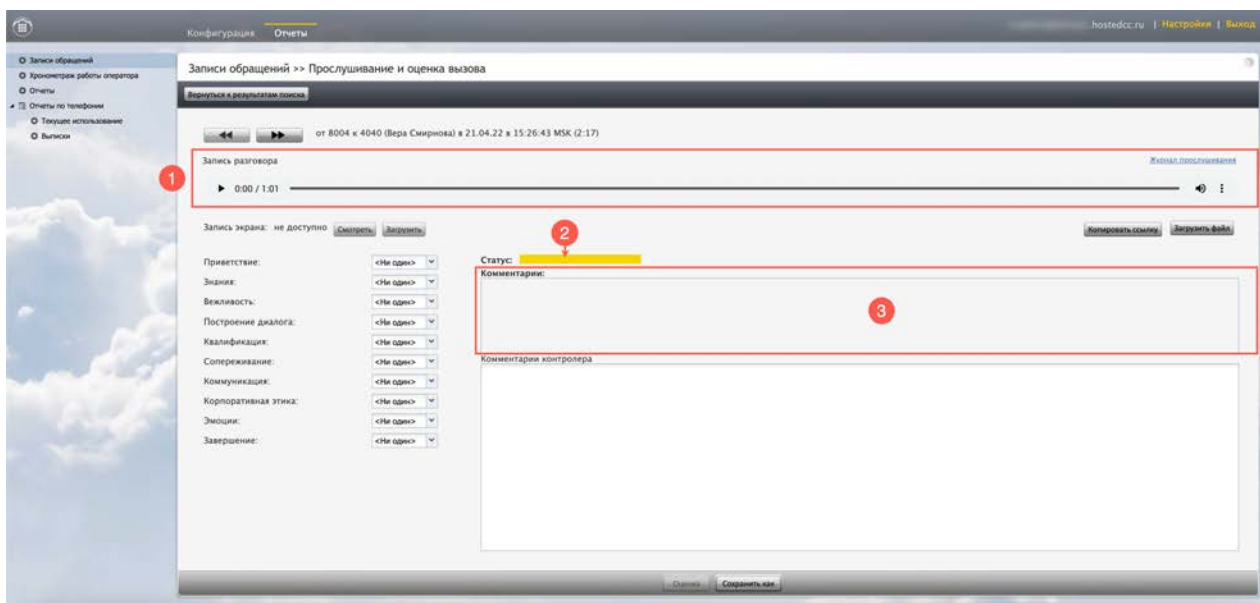 Конфигурация Отчеты
.hostedcc.ru | Настройки | Выход
Записи обращений
Хронометраж работы оператора
Отчеты
Отчеты по телефонии
Текущее использование
Выписки
Записи обращений >> Прослушивание и оценка вызова
Вернуться к результатам поиска
от 8004 к 4040 (Вера Смирнова) в 21.04.22 в 15:26:43 MSK (2:17)
1
Запись разговора
Журнал прослушивания
0:00 / 1:01
Запись экрана: не доступно Смотреть Загрузить
Копировать ссылку Загрузить файл
2
Приветствие: <Ни один>
Знания: <Ни один>
Вежливость: <Ни один>
Построение диалога: <Ни один>
Квалификация: <Ни один>
Сопереживание: <Ни один>
Коммуникация: <Ни один>
Корпоративная этика: <Ни один>
Эмоции: <Ни один>
Завершение: <Ни один>
Статус:
Комментарии:
3
Комментарии контролера
Оценка Сохранить как